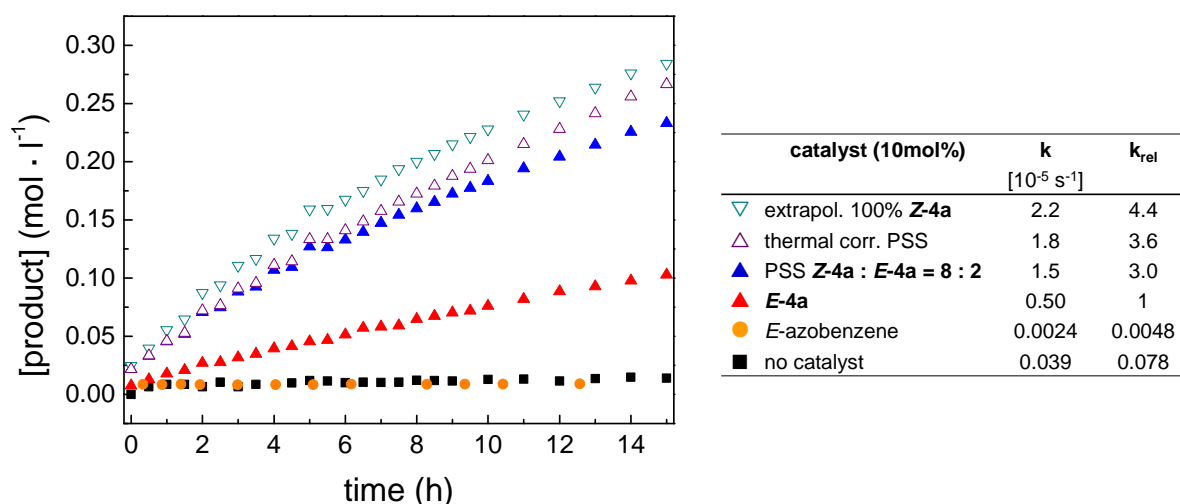 [product] (mol · l-1)
0.30
0.25
0.20
0.15
0.10
0.05
0.00
0 2 4 6 8 10 12 14
time (h)
catalyst (10mol%) k krel
[10-5 s-1]
extrapol. 100% Z-4a 2.2 4.4
thermal corr. PSS 1.8 3.6
PSS Z-4a : E-4a = 8 : 2 1.5 3.0
E-4a 0.50 1
E-azobenzene 0.0024 0.0048
no catalyst 0.039 0.078